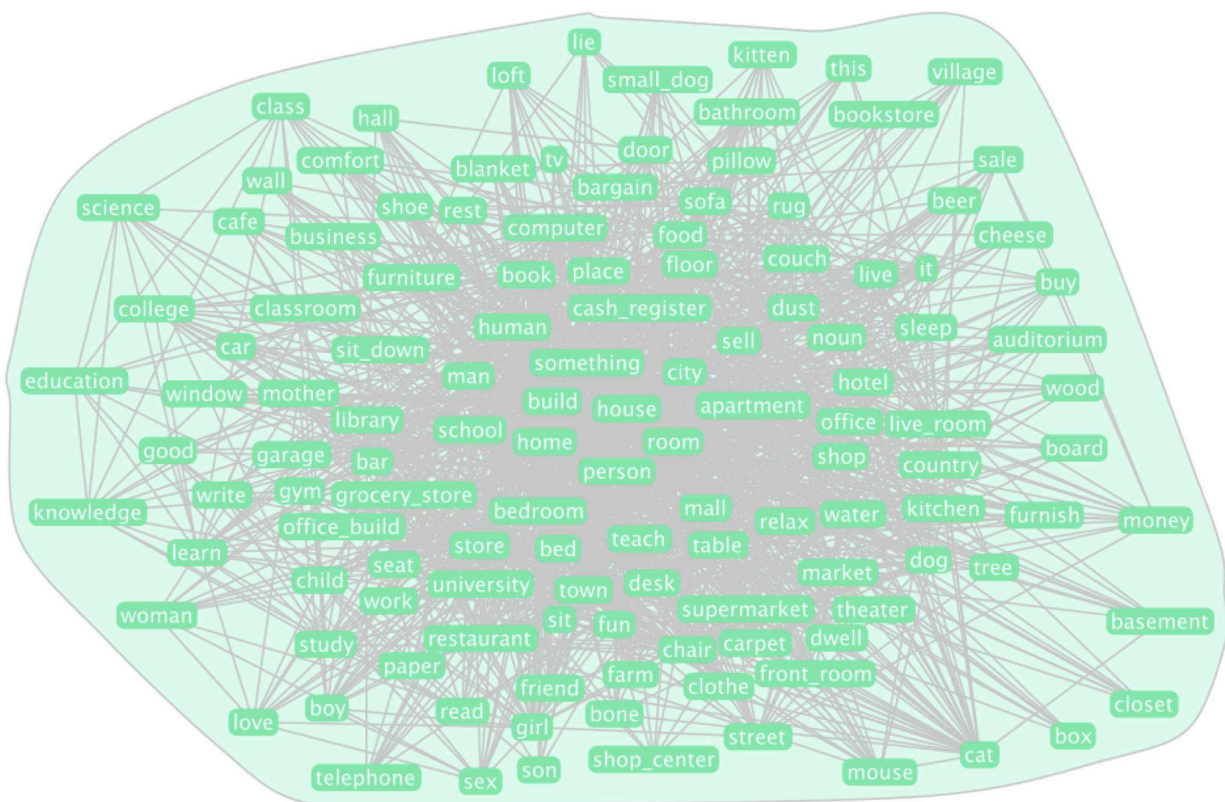 lie
kitten
this
village
loft
small_dog
class
hall
bathroom
bookstore
comfort
blanket
tv
door
pillow
sale
wall
bargain
science
cafe
shoe
rest
sofa
rug
beer
business
computer
food
cheese
furniture
book
place
floor
couch
live
it
buy
college
classroom
cash_register
dust
human
sell
noun
sleep
auditorium
car
sit_down
something
education
window
mother
man
city
hotel
wood
build
house
apartment
library
school
home
room
office
live_room
good
garage
bar
person
shop
country
board
write
gym
grocery_store
knowledge
office_build
bedroom
mall
relax
water
kitchen
furnish
money
learn
store
bed
teach
table
seat
child
university
town
desk
market
dog
tree
woman
work
sit
fun
supermarket
theater
basement
study
restaurant
chair
carpet
dwell
paper
friend
farm
clothe
front_room
love
boy
read
girl
bone
street
closet
box
telephone
sex
son
shop_center
mouse
cat